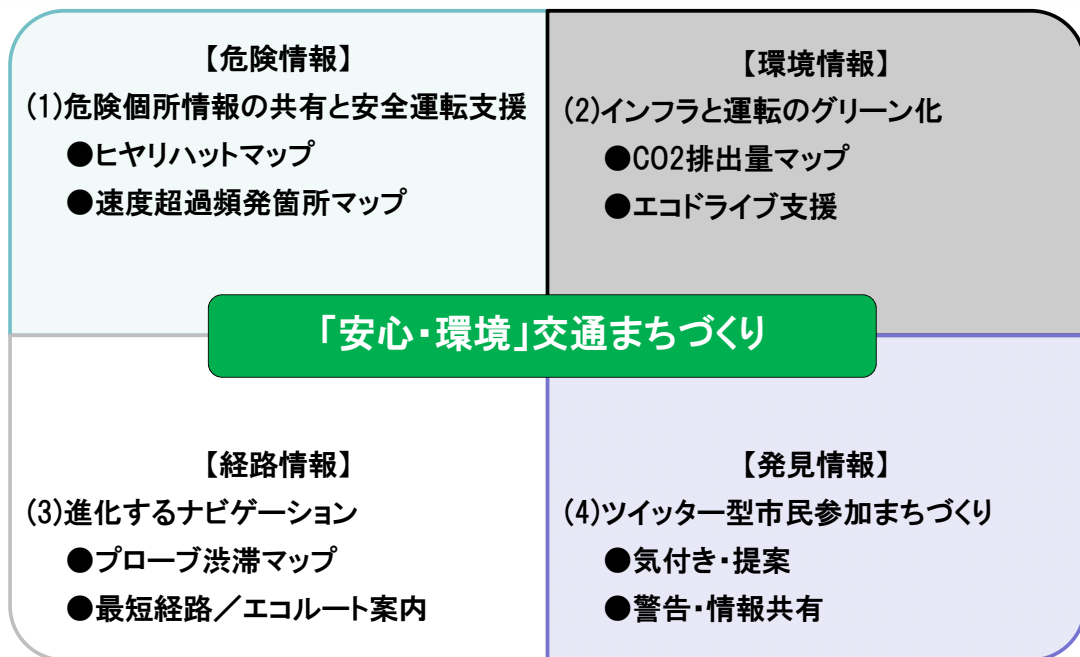 【危険情報】
(1)危険個所情報の共有と安全運転支援
●ヒヤリハットマップ
●速度超過頻発箇所マップ
【環境情報】
(2)インフラと運転のグリーン化
●CO2排出量マップ
●エコドライブ支援
「安心・環境」交通まちづくり
【経路情報】
(3)進化するナビゲーション
●プローブ渋滞マップ
●最短経路／エコルート案内
【発見情報】
(4)ツイッター型市民参加まちづくり
●気付き・提案
●警告・情報共有